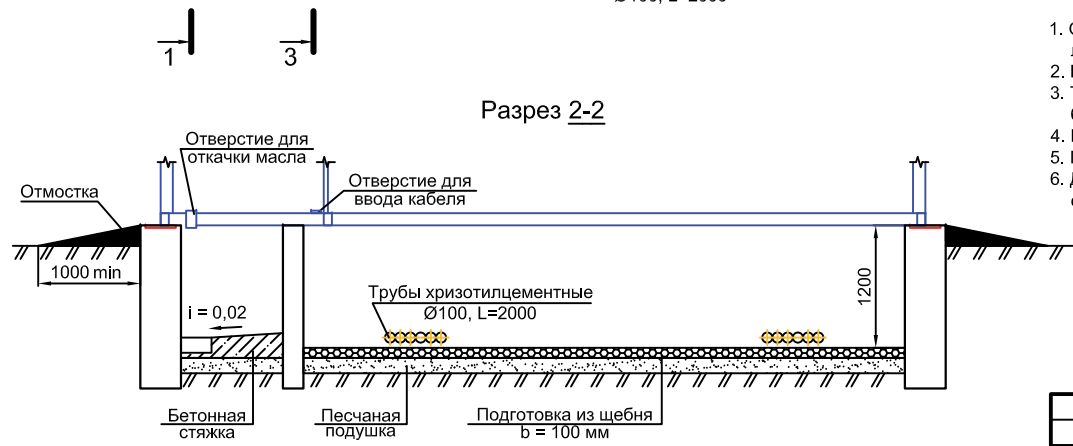 1
3
Разрез 2-2
Отверстие для
откачки масла
Отверстие для
ввода кабеля
Отмостка
1000 min
i = 0,02
Трубы хризотилцементные
Ø100, L=2000
1200
Бетонная
стяжка
Песчаная
подушка
Подготовка из щебня
b = 100 мм
1.
2.
3.
4.
5.
6.